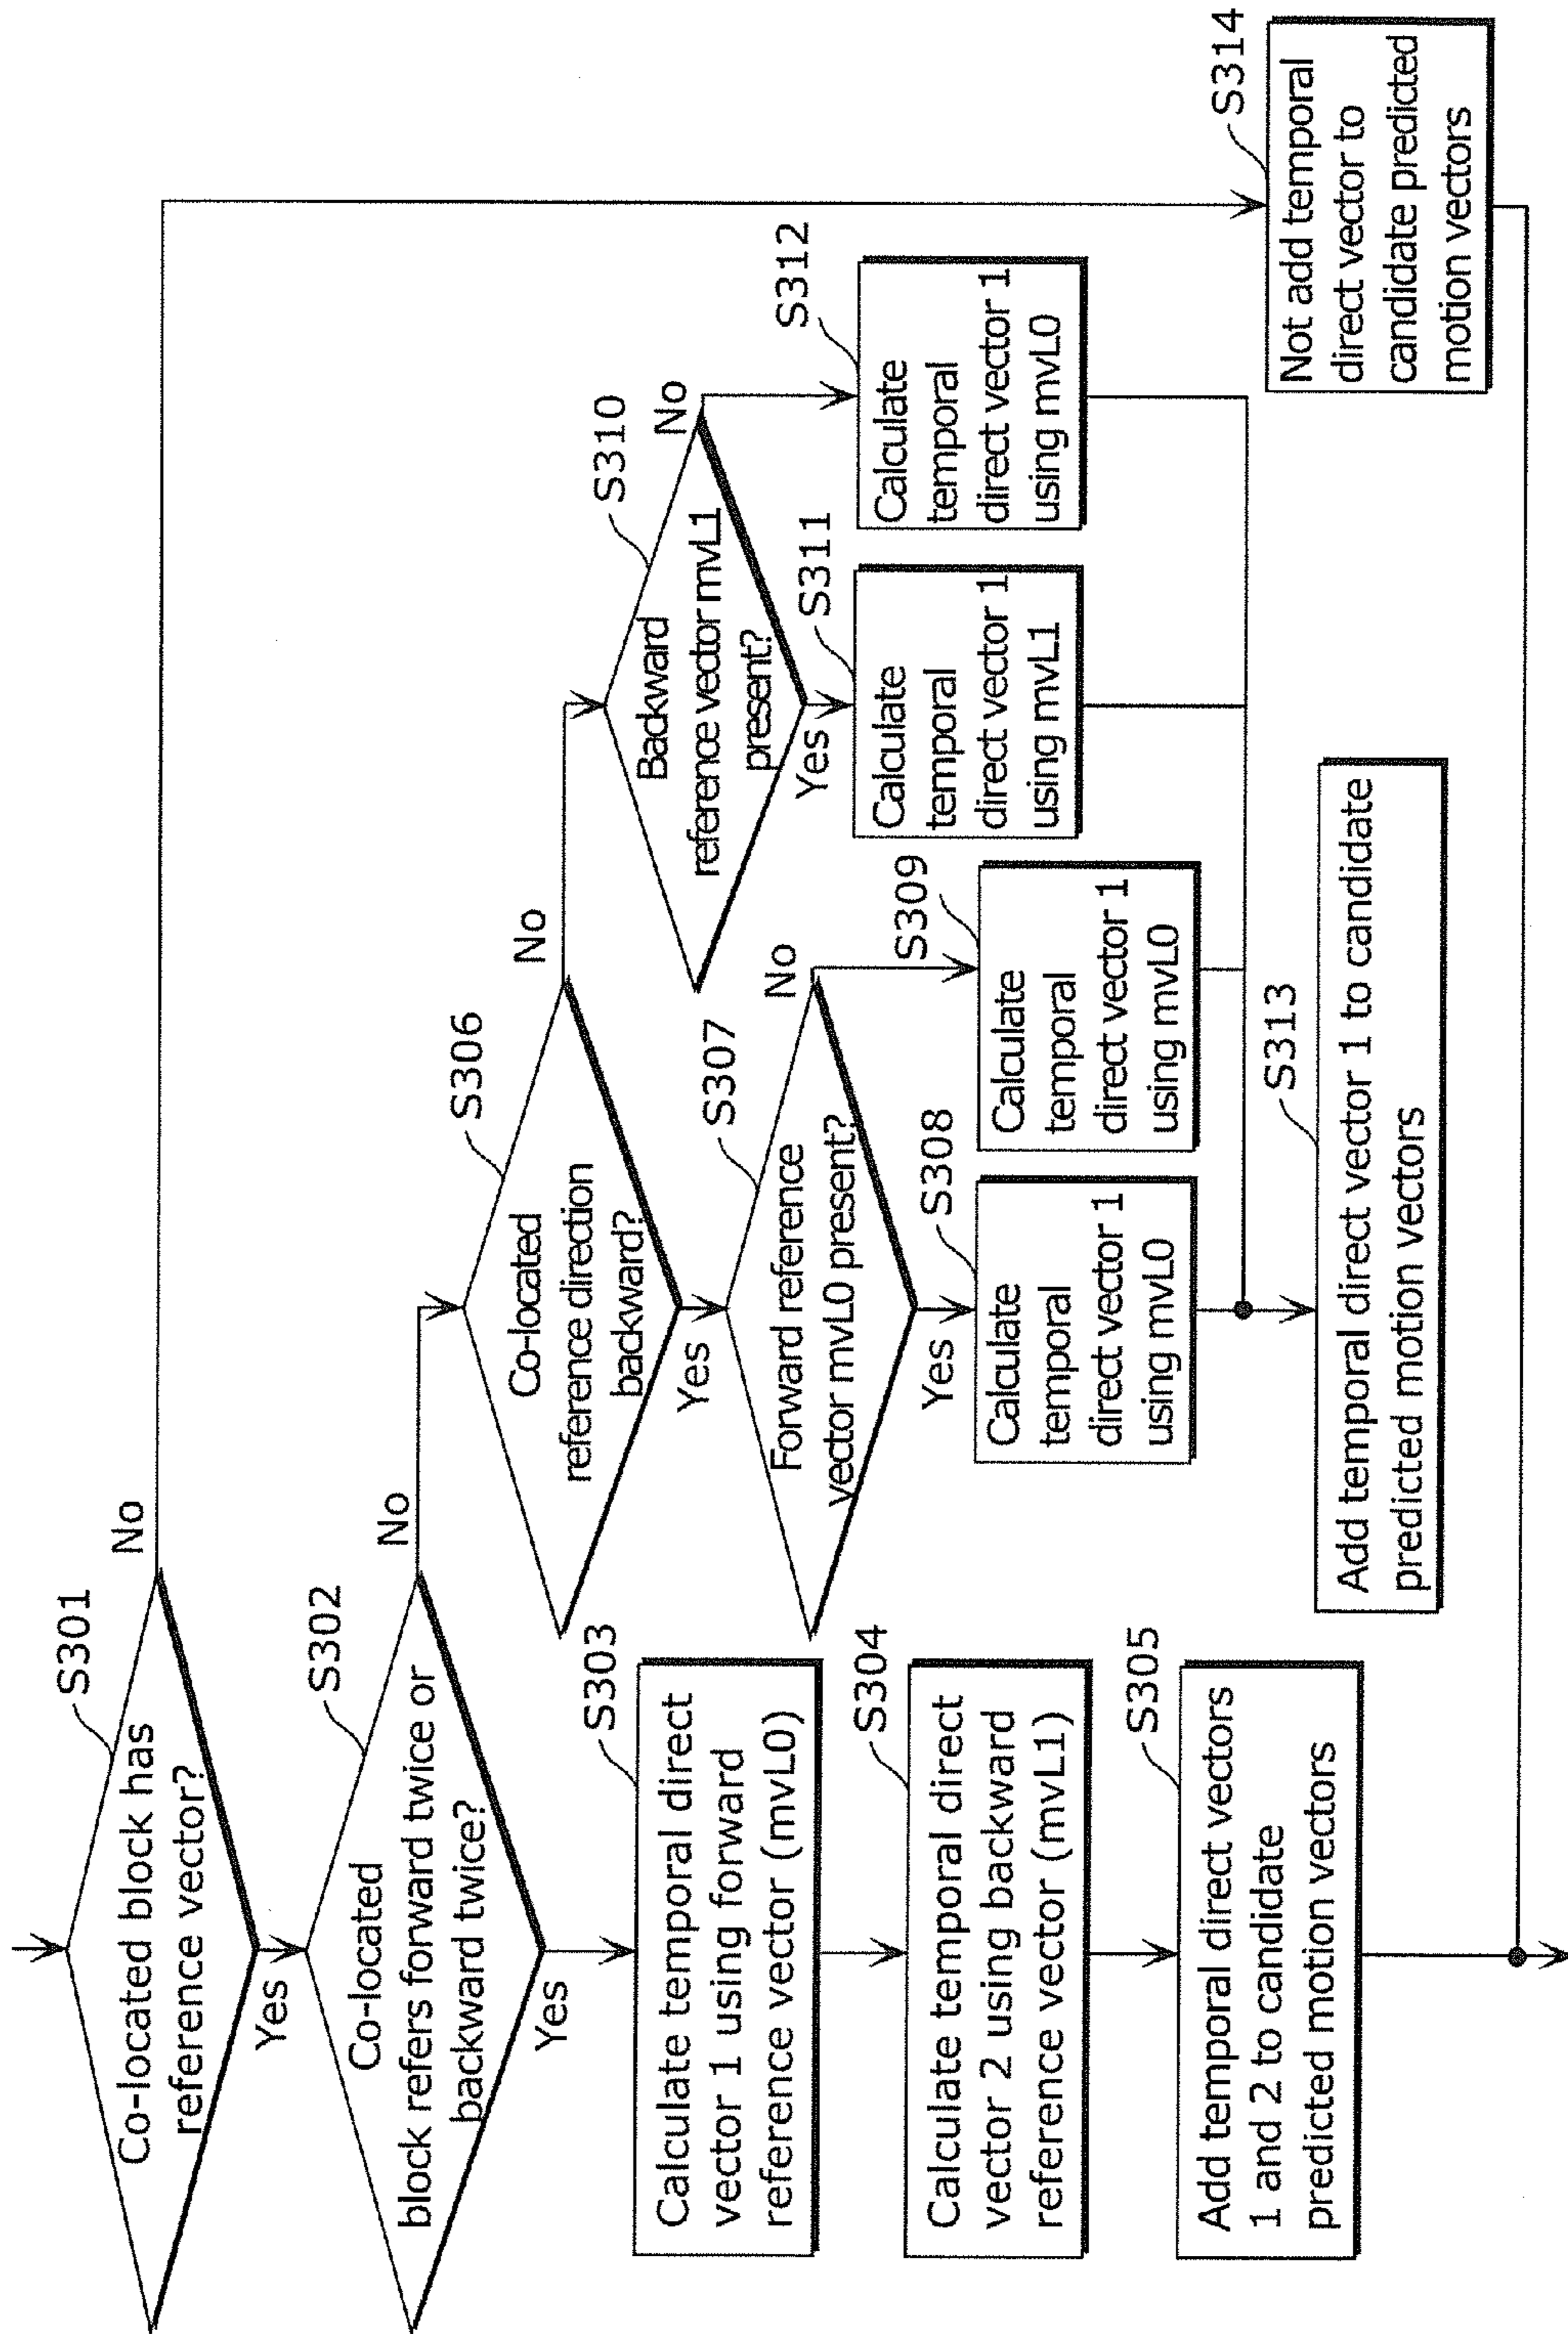 S301
Co-located block has
reference vector?
No
Yes
S302
Co-located
block refers forward twice or
backward twice?
No
Yes
S303
Calculate temporal direct
vector 1 using forward
reference vector (mvL0)
S304
Calculate temporal direct
vector 2 using backward
reference vector (mvL1)
S305
Add temporal direct vectors
1 and 2 to candidate
predicted motion vectors
S306
Co-located
reference direction
backward?
No
Yes
S307
Forward reference
vector mvL0 present?
No
Yes
S308
Calculate
temporal
direct vector 1
using mvL0
S309
Calculate
temporal
direct vector 1
using mvL0
S310
Backward
reference vector mvL1
present?
No
Yes
S311
Calculate
temporal
direct vector 1
using mvL1
S312
Calculate
temporal
direct vector 1
using mvL0
S313
Add temporal direct vector 1 to candidate
predicted motion vectors
S314
Not add temporal
direct vector to
candidate predicted
motion vectors